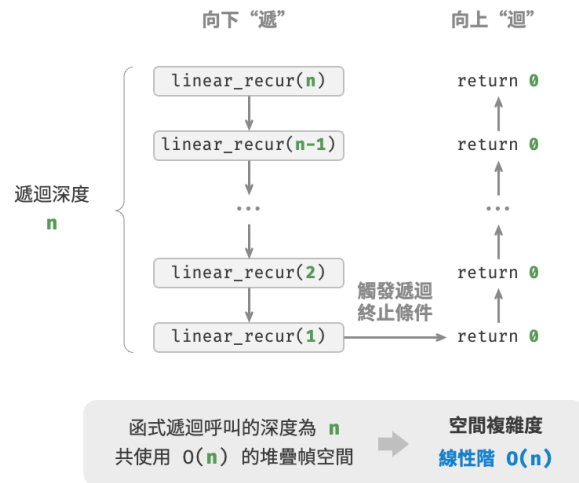 向下“遞”
向上“迴”
linear_recur(n)
return 0
linear_recur(n-1)
return 0
遞迴深度
n
...
...
linear_recur(2)
return 0
觸發遞迴
終止條件
linear_recur(1)
return 0
函式遞迴呼叫的深度為 n
共使用 O(n) 的堆疊幀空間
空間複雜度
線性階 O(n)